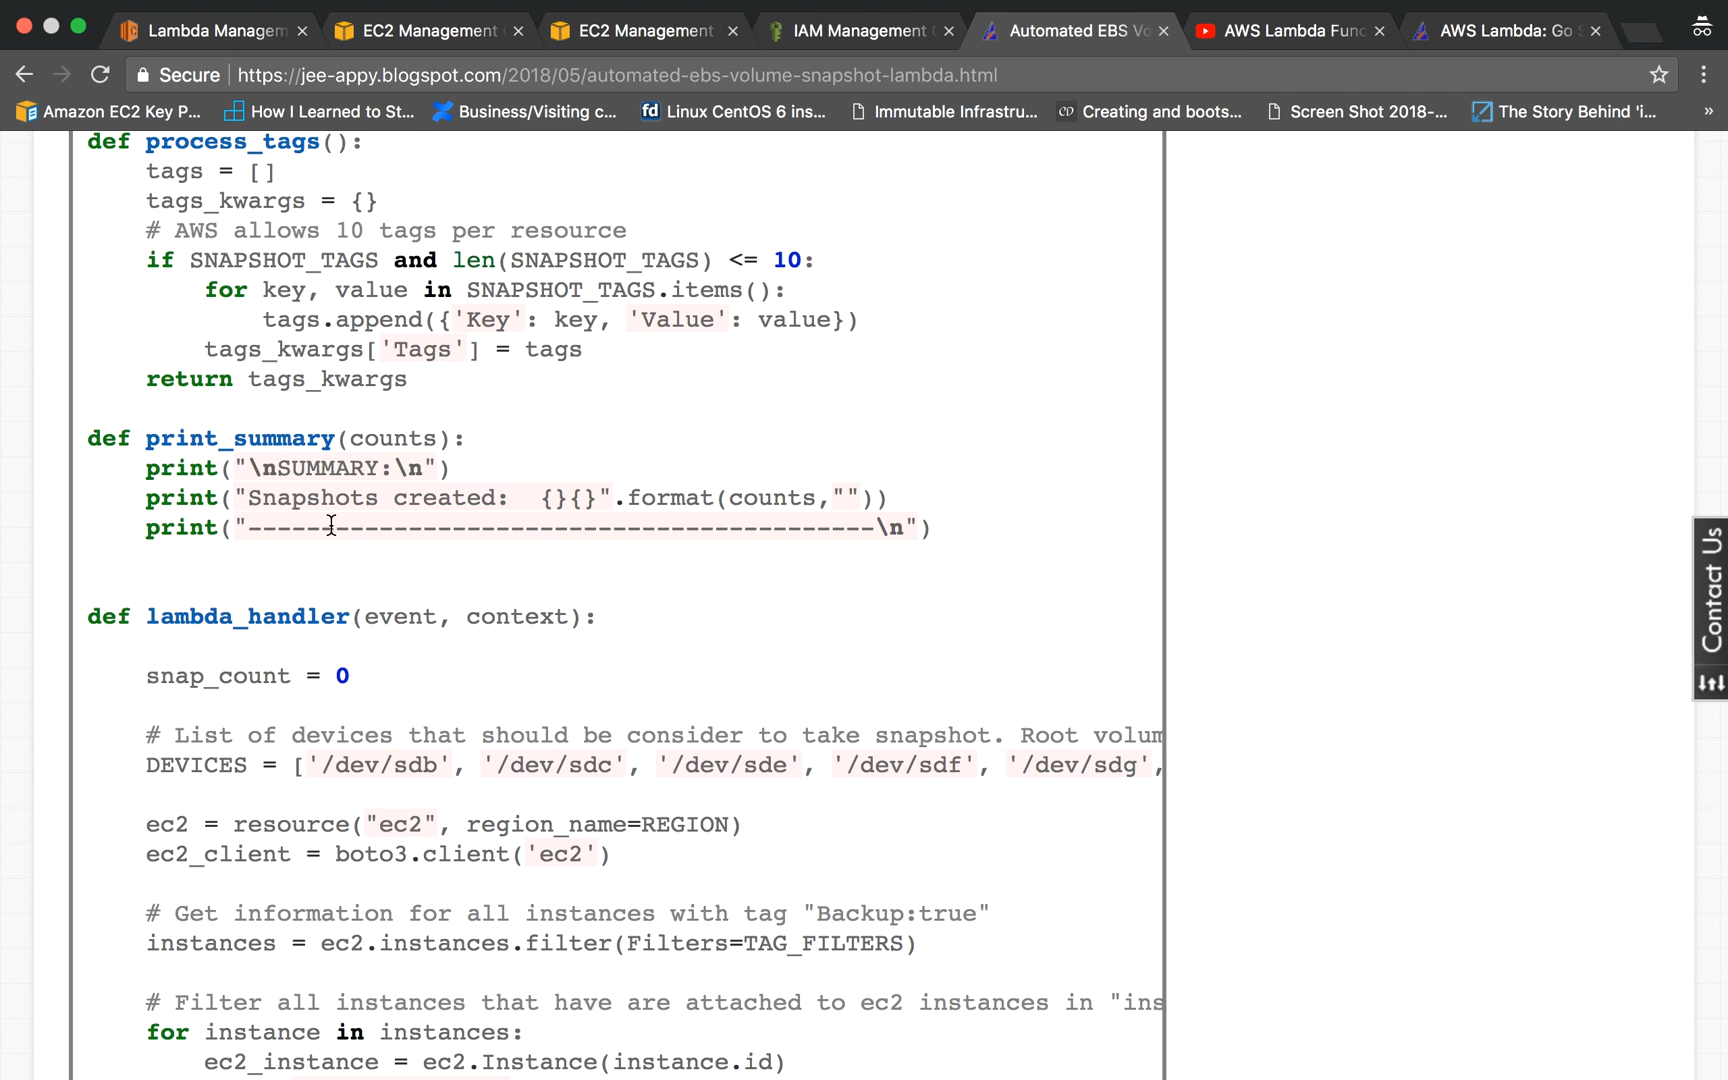 Lambda Managem
EC2 Management
EC2 Management
IAM Management C
Automated EBS Vo
AWS Lambda Func
AWS Lambda: Go S
Secure https://jee-appy.blogspot.com/2018/05/automated-ebs-volume-snapshot-lambda.html
Amazon EC2 Key P... How I Learned to St... Business/Visiting c... fd Linux CentOS 6 ins... Immutable Infrastru... CD Creating and boots... Screen Shot 2018-... The Story Behind 'i... »
def process_tags():
tags = []
tags_kwargs = {}
# AWS allows 10 tags per resource
if SNAPSHOT_TAGS and len(SNAPSHOT_TAGS) <= 10:
for key, value in SNAPSHOT_TAGS.items():
tags.append({'Key': key, 'Value': value})
tags_kwargs['Tags'] = tags
return tags_kwargs
def print_summary(counts):
print("\nSUMMARY:\n")
print("Snapshots created:  {}{}".format(counts,""))
print("-------------------------------------------\n")
def lambda_handler(event, context):
snap_count = 0
# List of devices that should be consider to take snapshot. Root volum
DEVICES = ['/dev/sdb', '/dev/sdc', '/dev/sde', '/dev/sdf', '/dev/sdg',
ec2 = resource("ec2", region_name=REGION)
ec2_client = boto3.client('ec2')
# Get information for all instances with tag "Backup:true"
instances = ec2.instances.filter(Filters=TAG_FILTERS)
# Filter all instances that have are attached to ec2 instances in "ins
for instance in instances:
ec2_instance = ec2.Instance(instance.id)
Contact Us